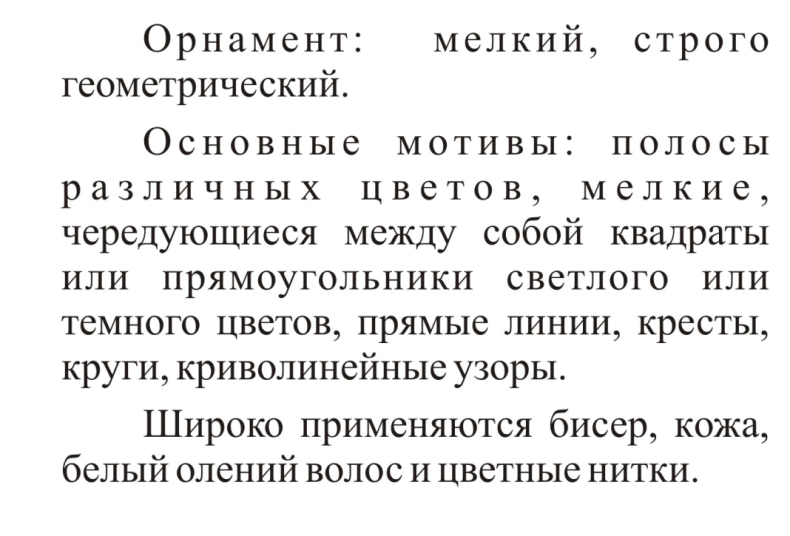 Орнамент: мелкий, строго
геометрический.
Основные мотивы: полосы
различных цветов, мелкие,
чередующиеся между собой квадраты
или прямоугольники светлого или
темного цветов, прямые линии, кресты,
круги, криволинейные узоры.
Широко применяются бисер, кожа,
белый олений волос и цветные нитки.